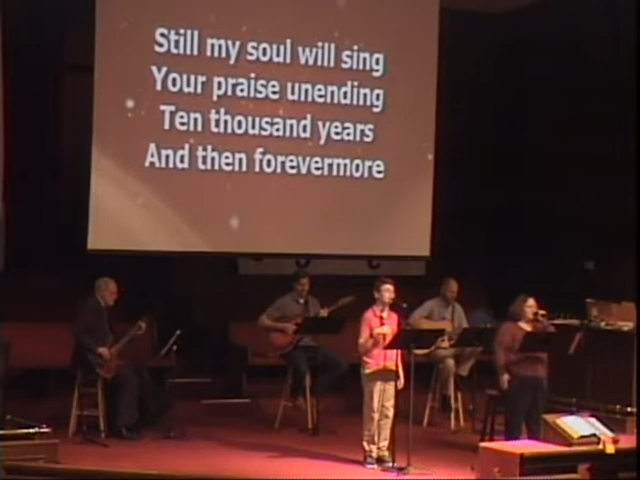 Still my soul will sing
Your praise unending
Ten thousand years
And then forevermore